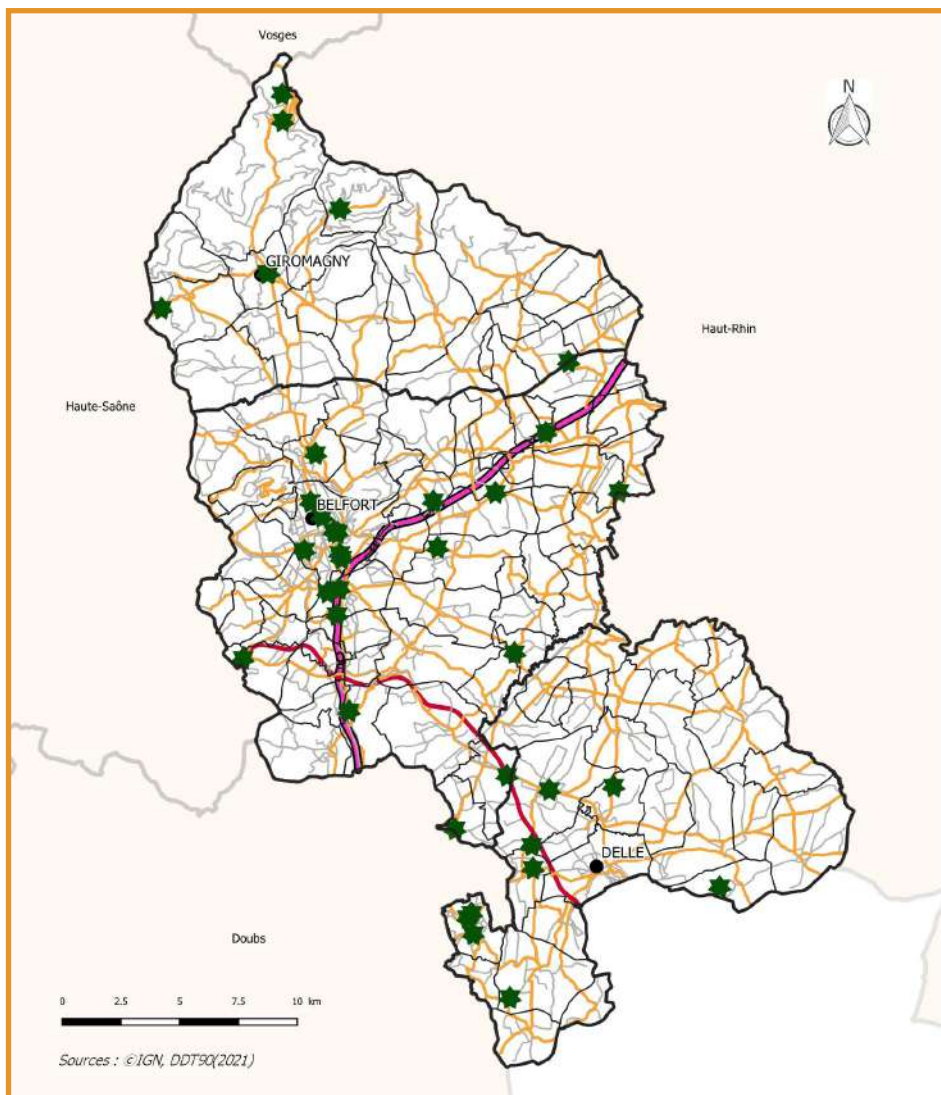 Vosges
N
GIROMAGNY
Haut-Rhin
Haute-Saône
BELFORT
DELLE
Doubs
0 2.5 5 7.5 10 km
Sources : ©IGN, DDT90(2021)